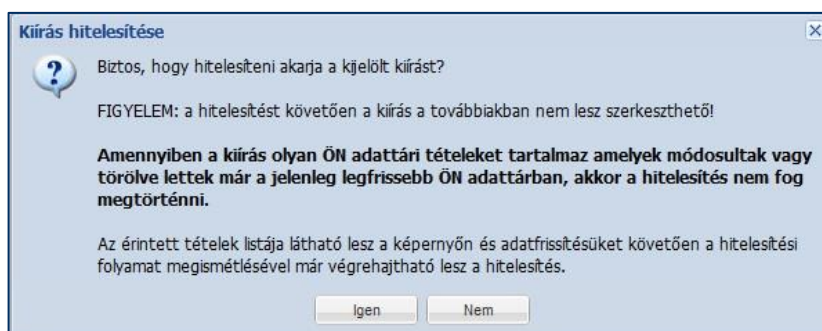 Kiírás hitelesítése
Biztos, hogy hitelesíteni akarja a kijelölt kiírást?
FIGYELEM: a hitelesítést követően a kiírás a továbbiakban nem lesz szerkeszthető!
Amennyiben a kiírás olyan ÖN adattári tételeket tartalmaz amelyek módosultak vagy
törölve lettek már a jelenleg legfrissebb ÖN adattárban, akkor a hitelesítés nem fog
megtörténni.
Az érintett tételek listája látható lesz a képernyőn és adatfrissítésüket követően a hitelesítési
folyamat megismétlésével már végrehajtható lesz a hitelesítés.
Igen
Nem